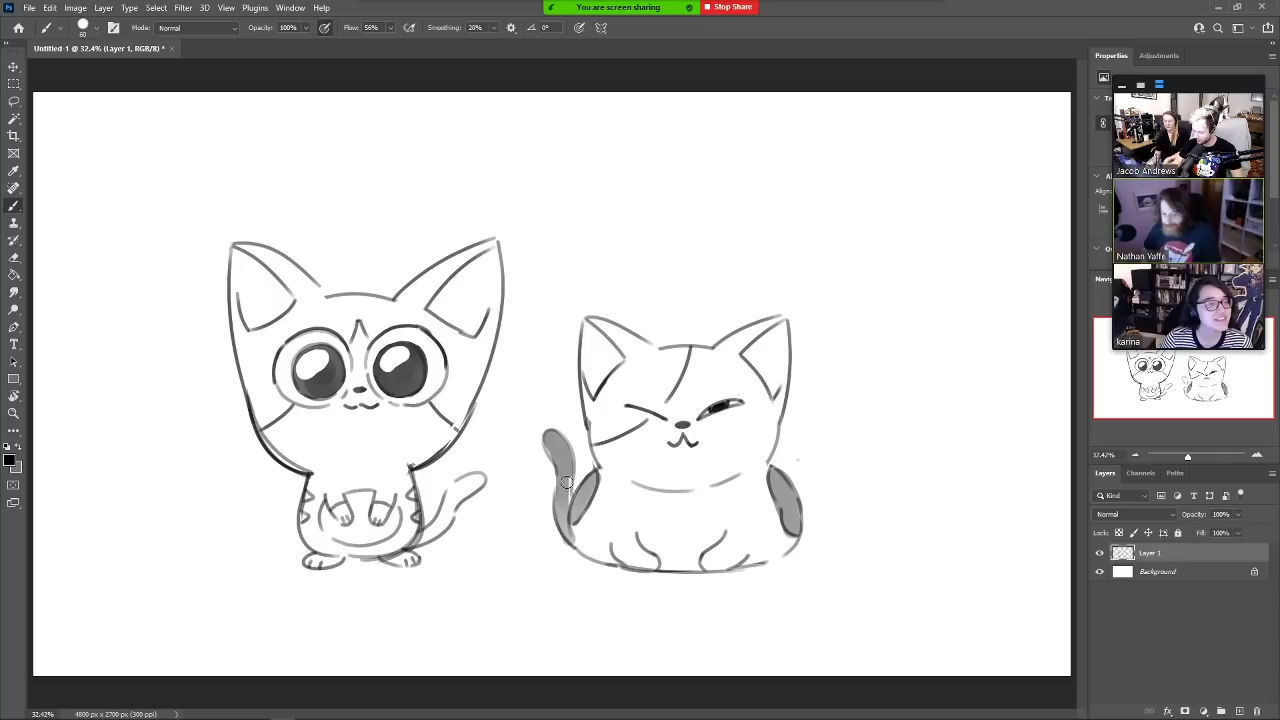 Ps File Edit Image Layer Type Select Filter 3D View Plugins Window Help
You are screen sharing Stop Share
60 Mode: Normal Opacity: 100% Flow: 56% Smoothing: 20% 0°
Untitled-1 @ 32.4% (Layer 1, RGB/8) *
Properties Adjustments
Jacob Andrews
Nathan Yaffe
karina
32.42%
Layers Channels Paths
Kind
Normal Opacity: 100%
Lock: Fill: 100%
Layer 1
Background
32.42% 4800 px x 2700 px (300 ppi)